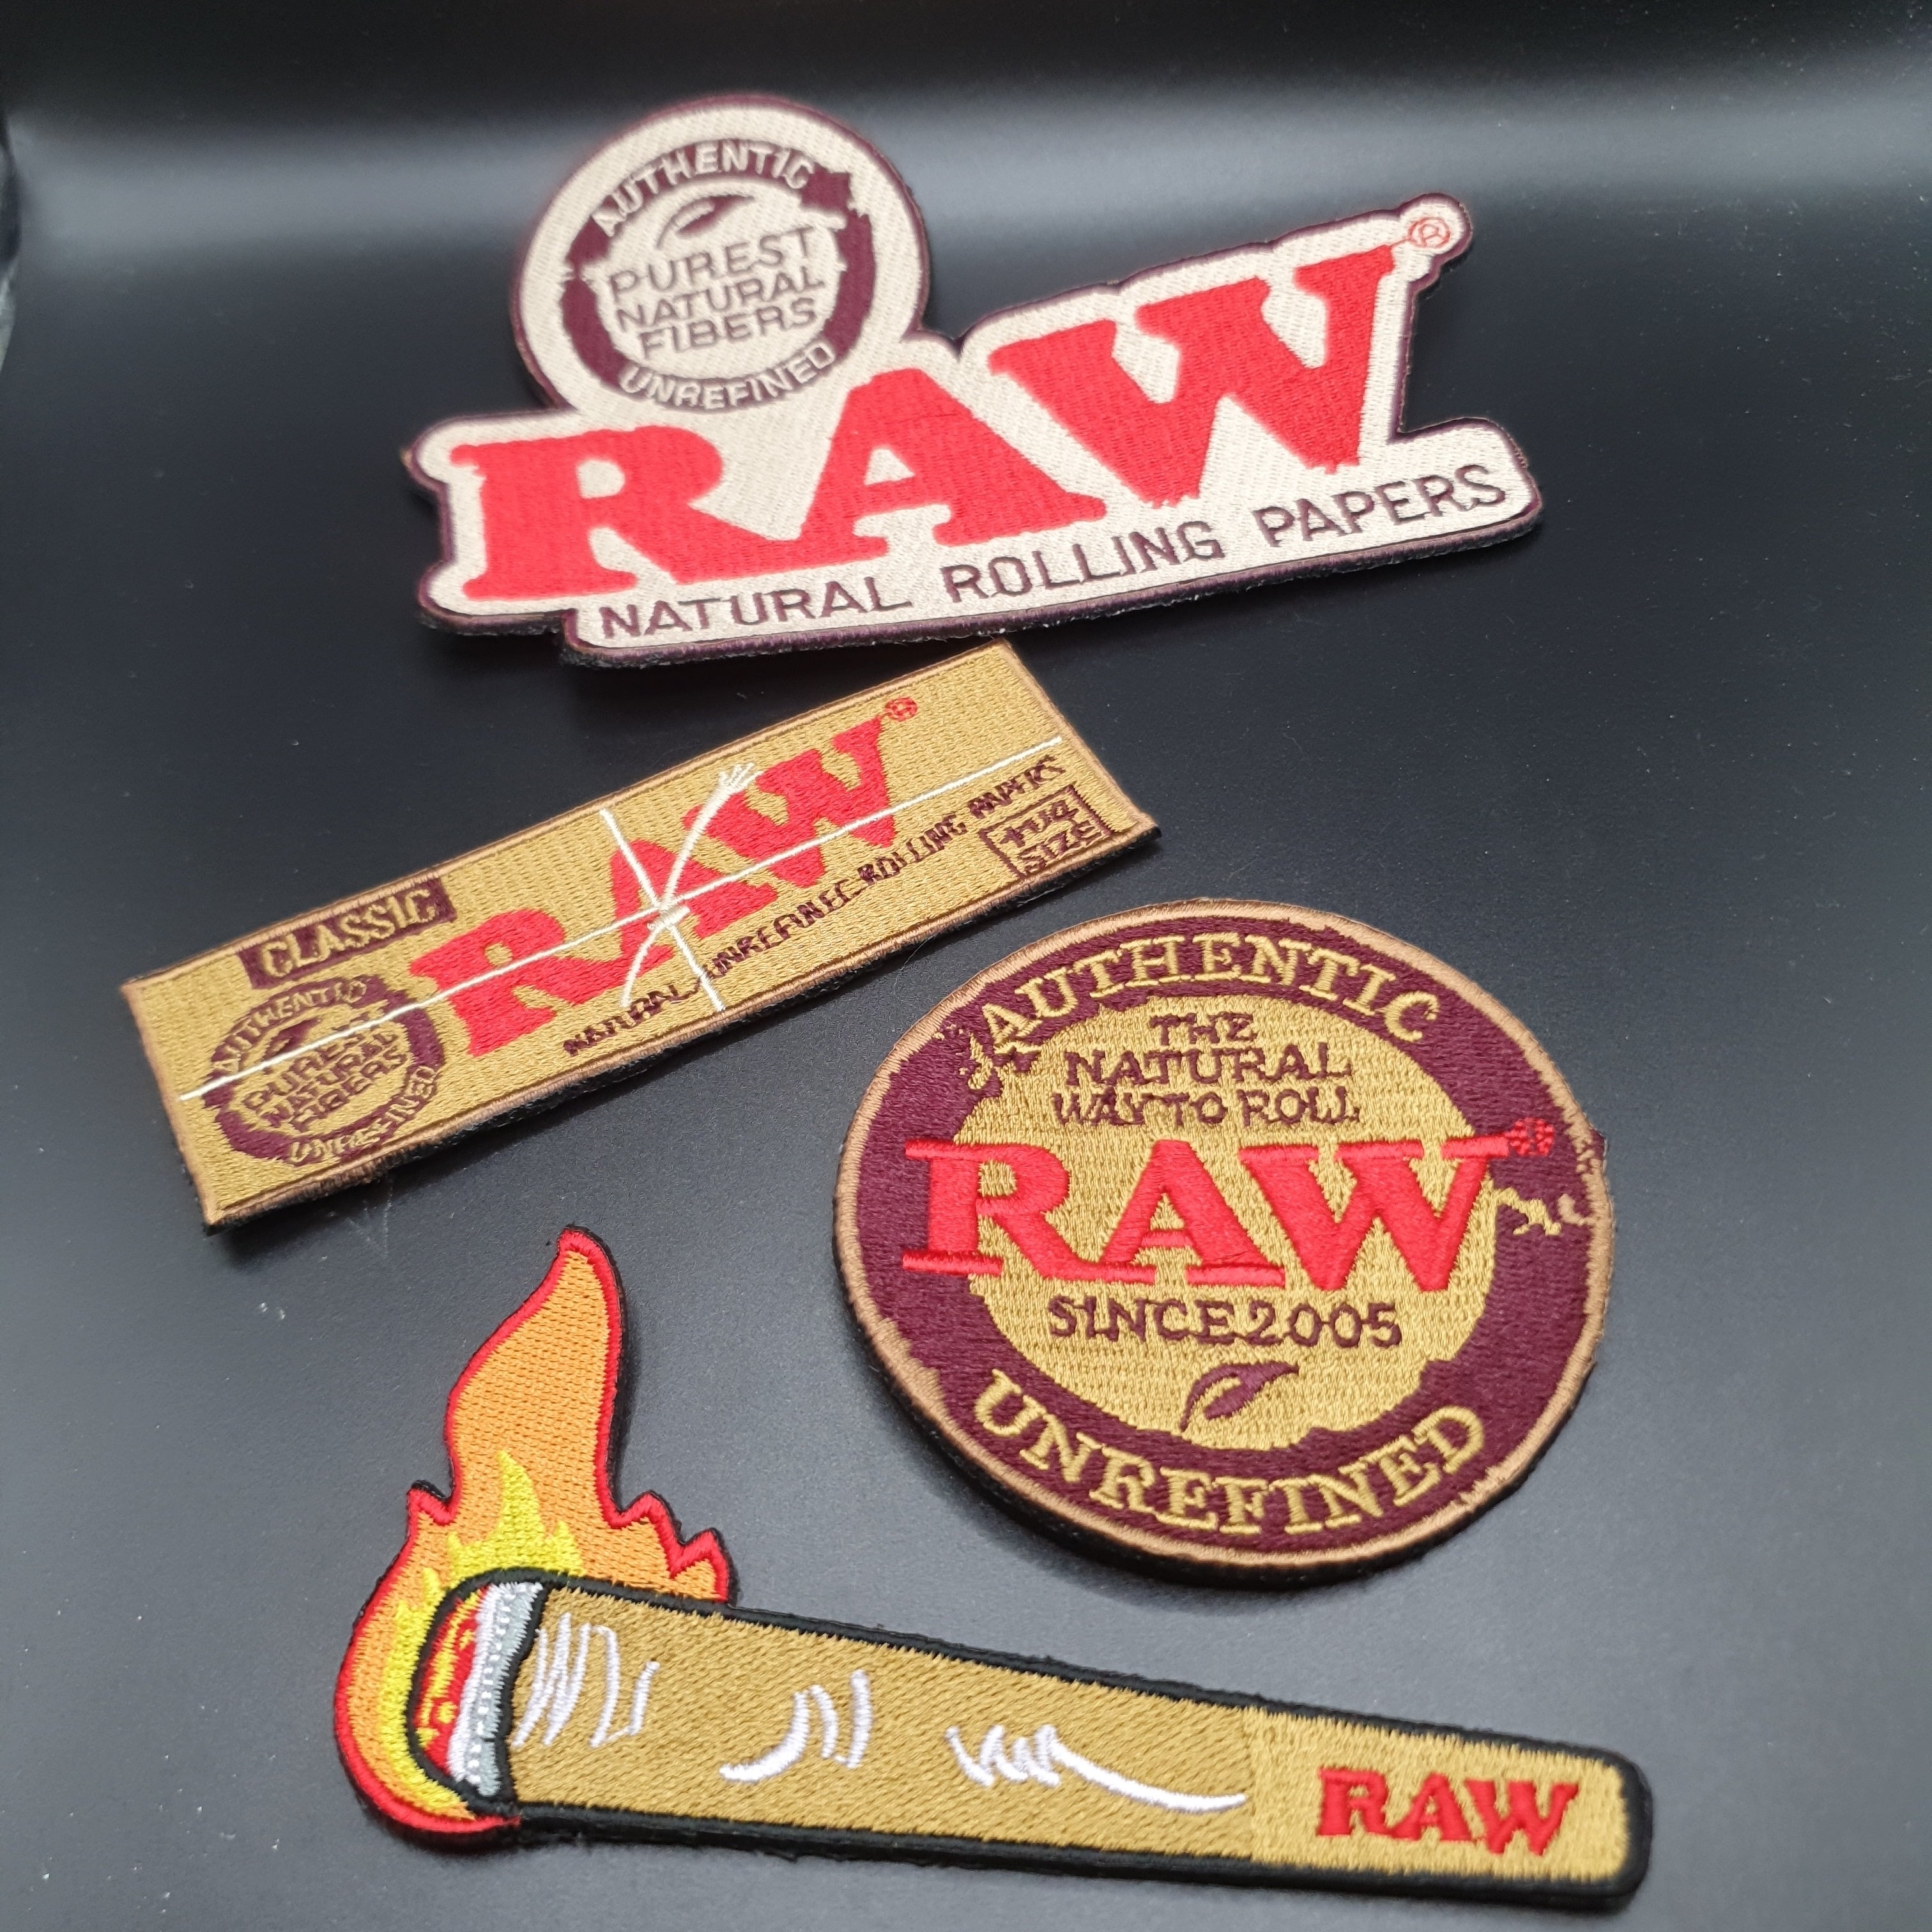 AUTHENTIC
PUREST
NATURAL
FIBERS
UNREFINED
RAW®
NATURAL ROLLING PAPERS
CLASSIC
RAW®
AUTHENTIC
PUREST
NATURAL
FIBERS
UNREFINED
NATURAL UNREFINED ROLLING PAPERS
SIZE
AUTHENTIC
THE
NATURAL
WAY TO ROLL
RAW
SINCE 2005
UNREFINED
RAW